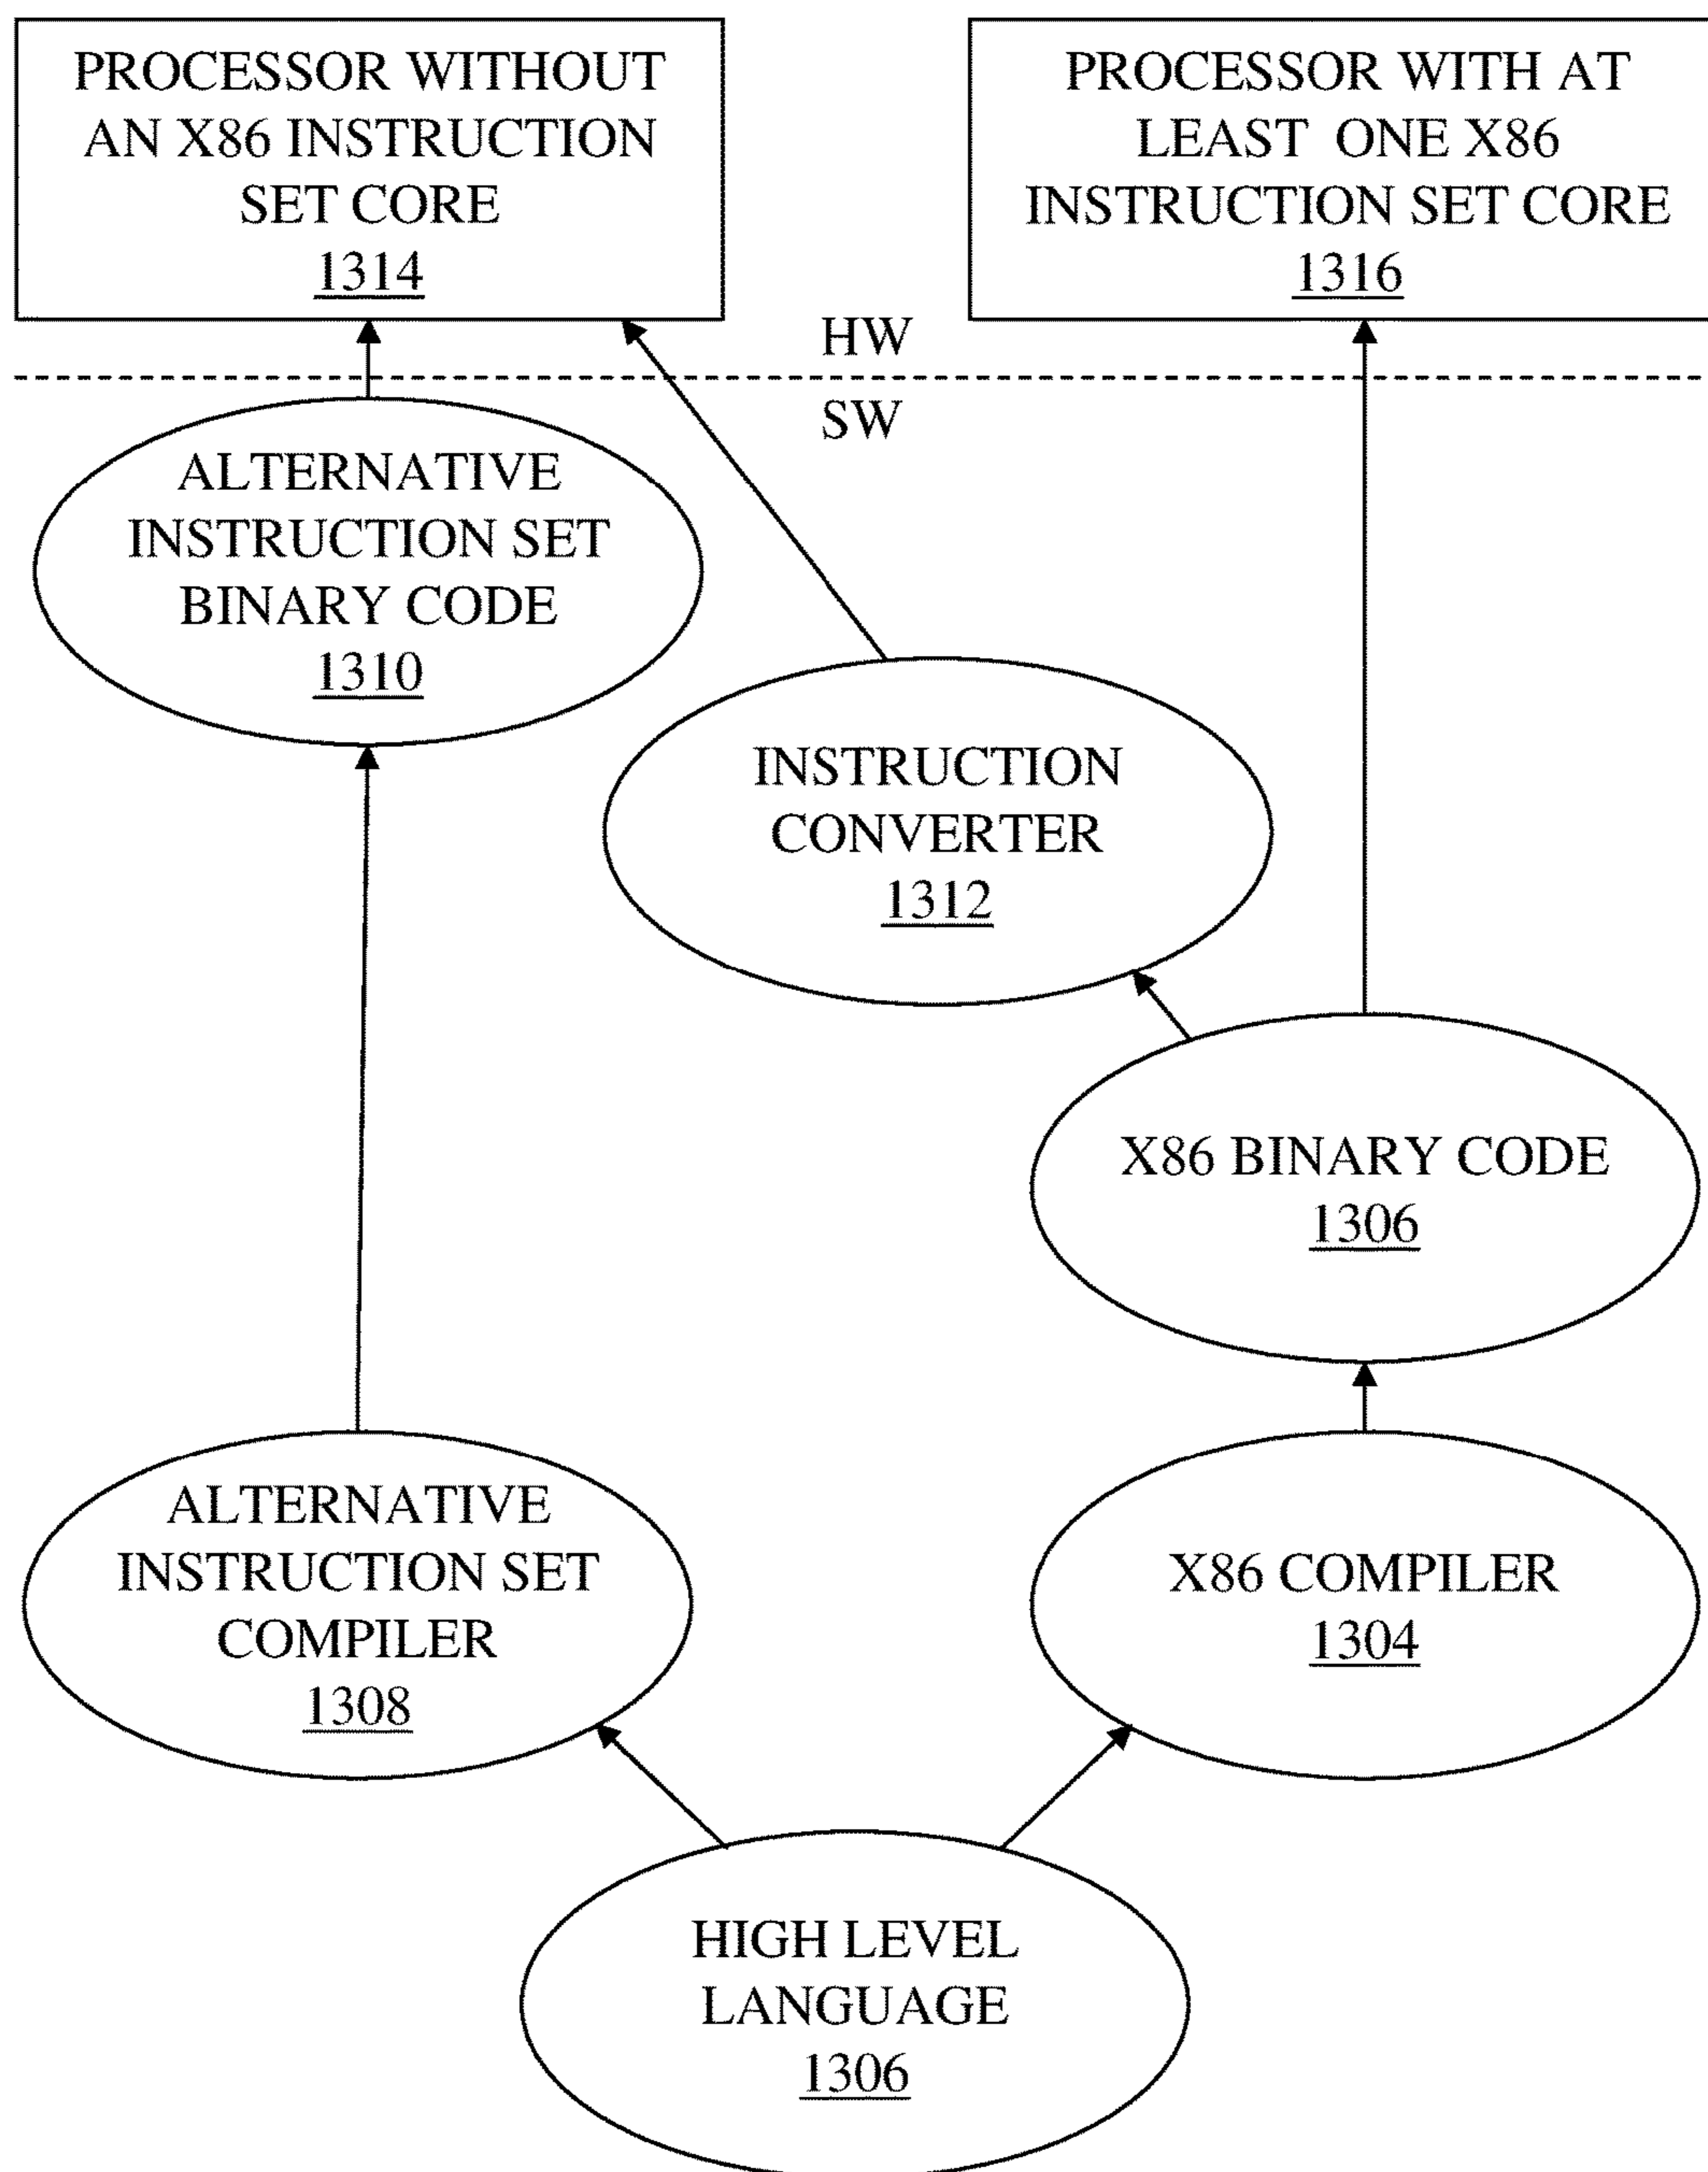 PROCESSOR WITHOUT
AN X86 INSTRUCTION
SET CORE
1314
PROCESSOR WITH AT
LEAST ONE X86
INSTRUCTION SET CORE
1316
HW
SW
ALTERNATIVE
INSTRUCTION SET
BINARY CODE
1310
INSTRUCTION
CONVERTER
1312
X86 BINARY CODE
1306
ALTERNATIVE
INSTRUCTION SET
COMPILER
1308
X86 COMPILER
1304
HIGH LEVEL
LANGUAGE
1306